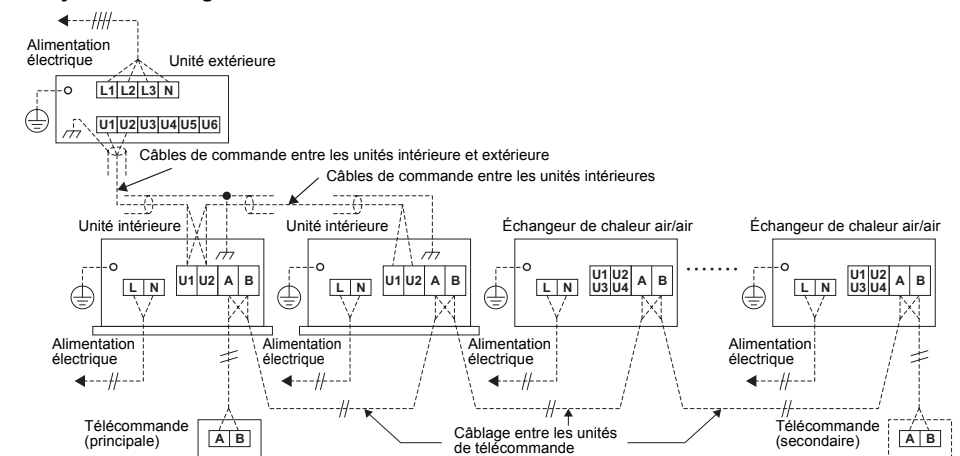 Alimentation
électrique
Unité extérieure
L1 L2 L3 N
U1 U2 U3 U4 U5 U6
Câbles de commande entre les unités intérieure et extérieure
Câbles de commande entre les unités intérieures
Unité intérieure
Unité intérieure
Échangeur de chaleur air/air
Échangeur de chaleur air/air
L N
U1 U2 A B
L N
U1 U2 A B
L N
U1 U2
U3 U4
A B
L N
U1 U2
U3 U4
A B
Alimentation
électrique
Alimentation
électrique
Alimentation
électrique
Alimentation
électrique
Télécommande
(principale)
A B
Câblage entre les unités
de télécommande
Télécommande
(secondaire)
A B